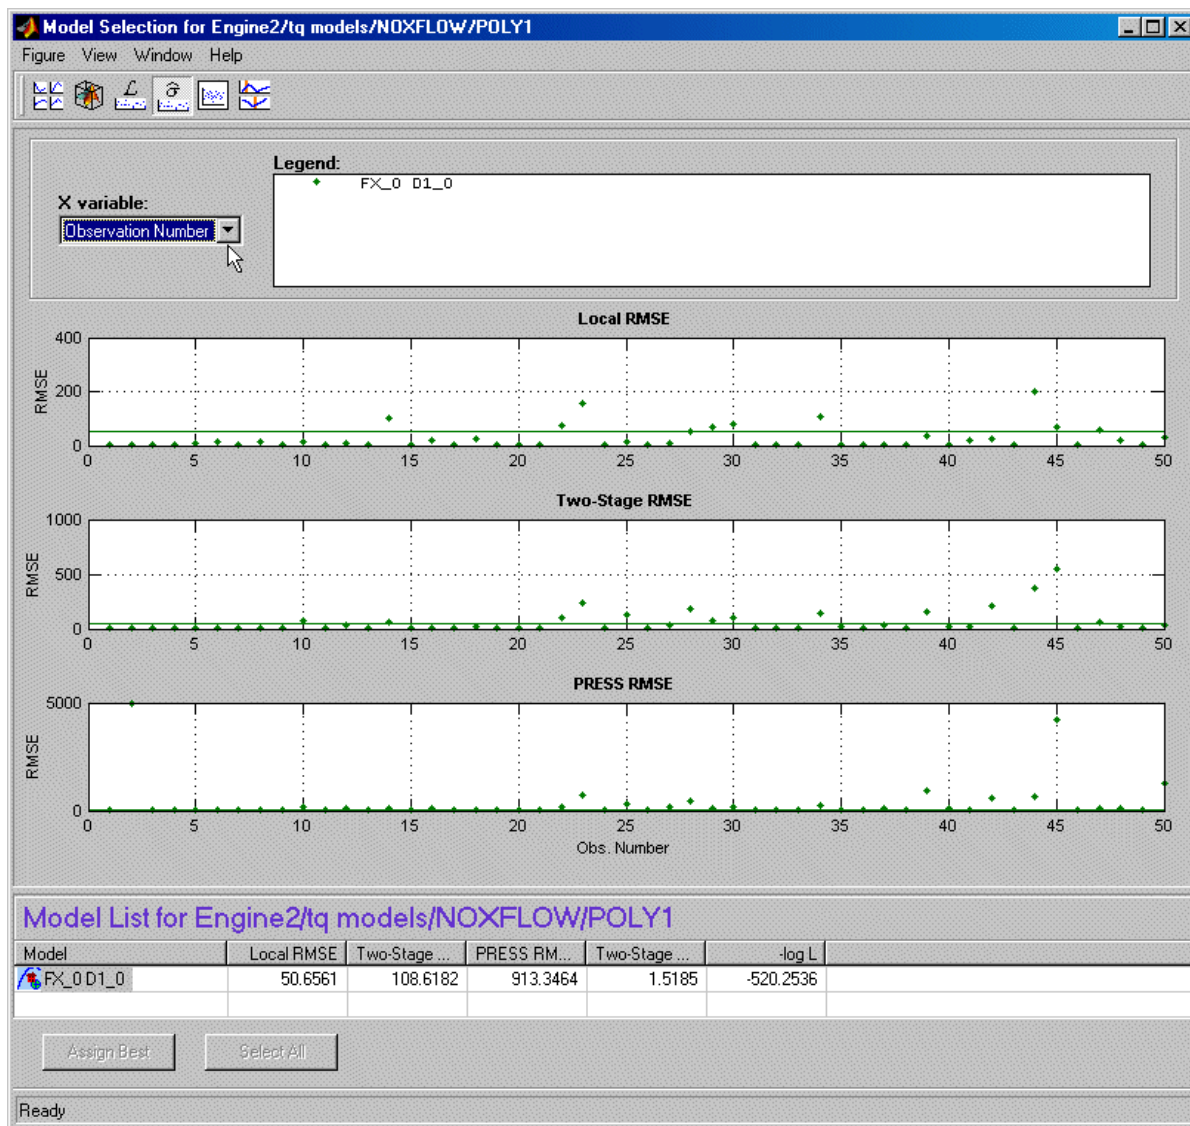 Model Selection for Engine2/tq models/NOXFLOW/POLY1
Figure View Window Help
Legend:
FX_0 D1_0
X variable:
Observation Number
Local RMSE
400
200
0
RMSE
0 5 10 15 20 25 30 35 40 45 50
Two-Stage RMSE
1000
500
0
RMSE
0 5 10 15 20 25 30 35 40 45 50
PRESS RMSE
5000
0
RMSE
0 5 10 15 20 25 30 35 40 45 50
Obs. Number
Model List for Engine2/tq models/NOXFLOW/POLY1
Model Local RMSE Two-Stage ... PRESS RM... Two-Stage ... -log L
FX_0 D1_0 50.6561 108.6182 913.3464 1.5185 -520.2536
Assign Best Select All
Ready